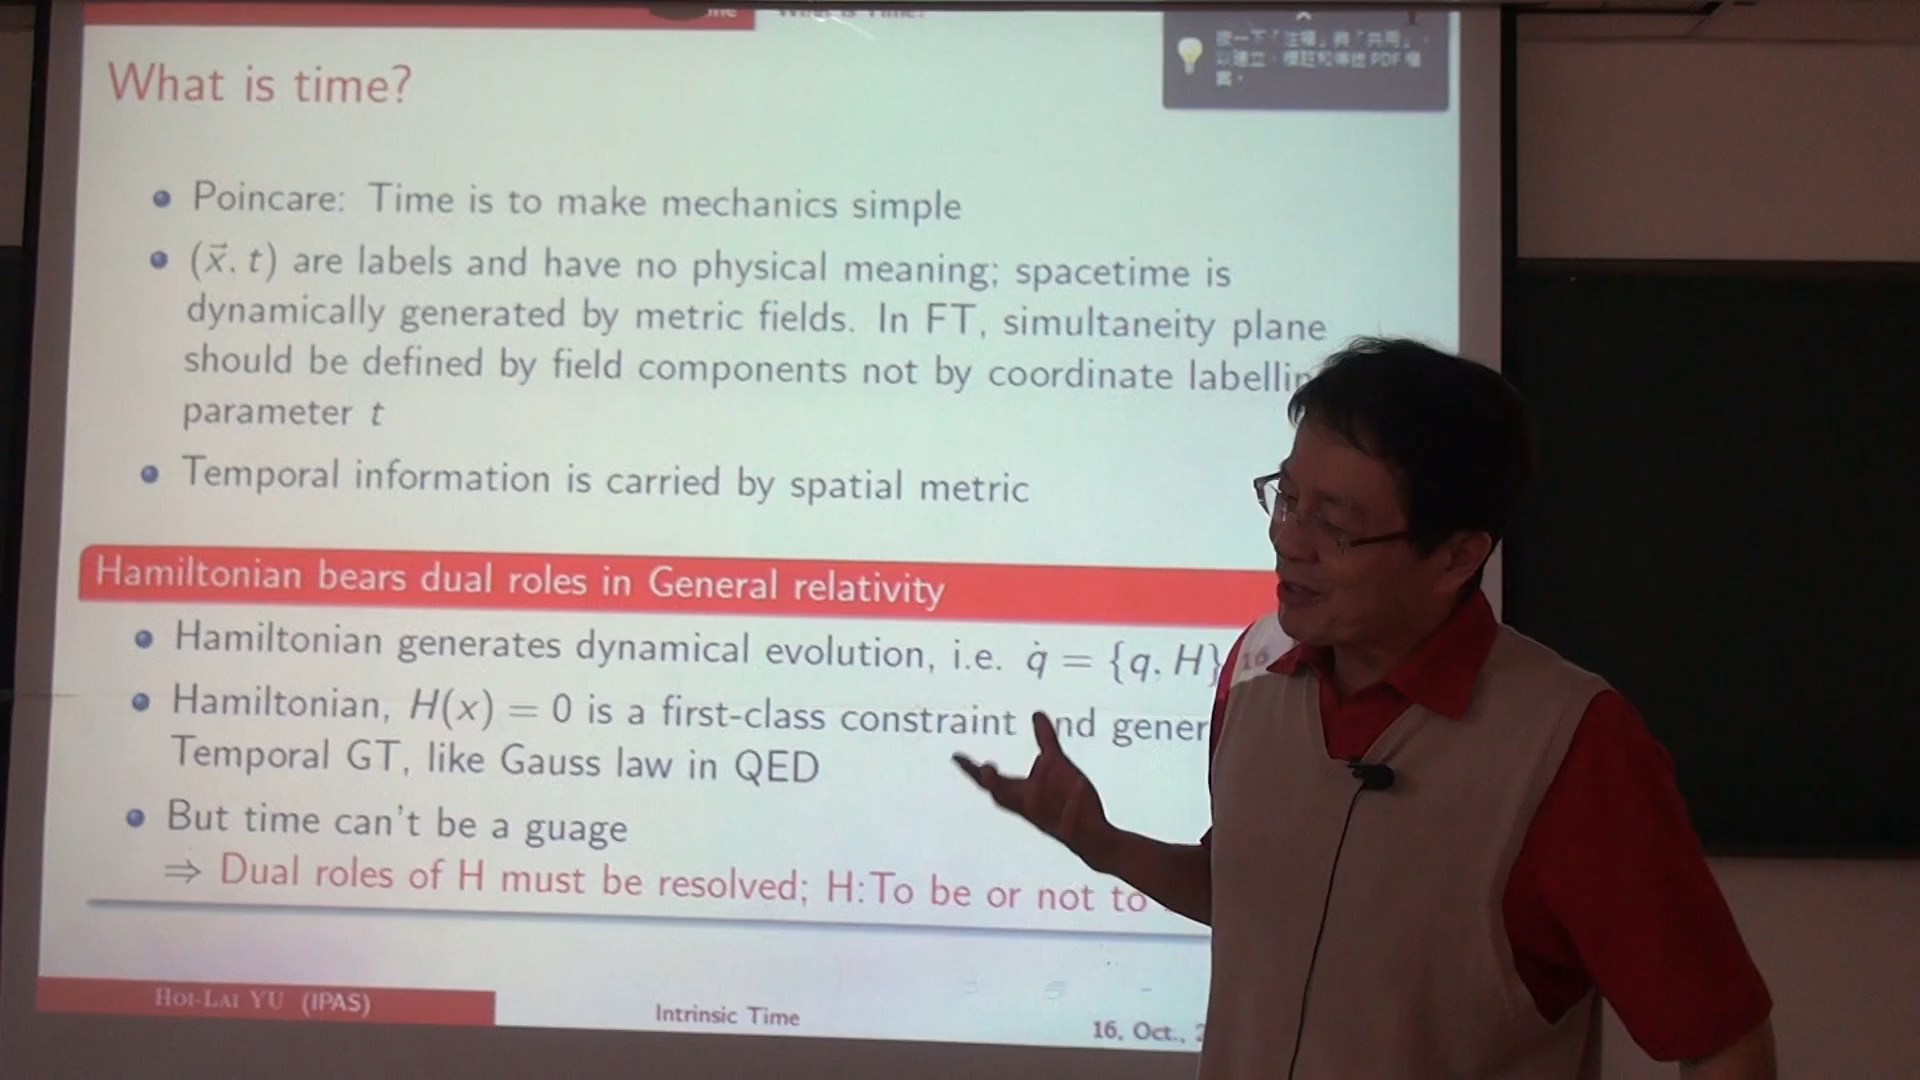 What is time?
Poincare: Time is to make mechanics simple
(x⃗, t) are labels and have no physical meaning; spacetime is
dynamically generated by metric fields. In FT, simultaneity plane
should be defined by field components not by coordinate
parameter t
Temporal information is carried by spatial metric
Hamiltonian bears dual roles in General relativity
Hamiltonian generates dynamical evolution, i.e. q̇ = {q, H}
Hamiltonian, H(x) = 0 is a first-class constraint and
Temporal GT, like Gauss law in QED
But time can't be a guage
⇒ Dual roles of H must be resolved; H:To be or not to
HOI-LAI YU (IPAS)
Intrinsic Time
16. Oct.,